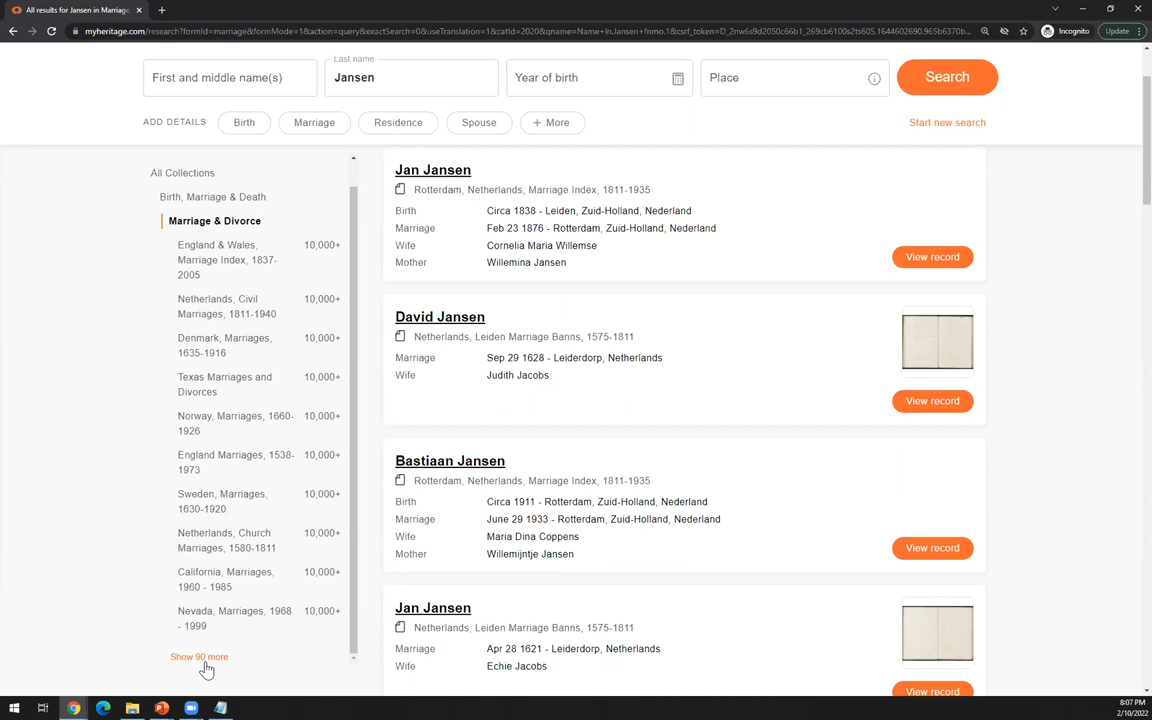 All results for Jansen in Marriag
myheritage.com/research?formId=marriage&formMode=1&action=query&exactSearch=0&useTranslation=1&catId=2020&qname=Name+lnJansen+fnmo.1&csrf_token=D_2nw6s9d2050c66b1_269cb6100s2ts605.1644602690.965b6370b...
Incognito
Update
Last name
First and middle name(s)
Jansen
Year of birth
Place
Search
ADD DETAILS
Birth
Marriage
Residence
Spouse
+ More
Start new search
All Collections
Birth, Marriage & Death
Marriage & Divorce
England & Wales, 10,000+
Marriage Index, 1837-
2005
Netherlands, Civil 10,000+
Marriages, 1811-1940
Denmark, Marriages, 10,000+
1635-1916
Texas Marriages and 10,000+
Divorces
Norway, Marriages, 1660- 10,000+
1926
England Marriages, 1538- 10,000+
1973
Sweden, Marriages, 10,000+
1630-1920
Netherlands, Church 10,000+
Marriages, 1580-1811
California, Marriages, 10,000+
1960 - 1985
Nevada, Marriages, 1968 10,000+
- 1999
Show 90 more
Jan Jansen
Rotterdam, Netherlands, Marriage Index, 1811-1935
Birth Circa 1838 - Leiden, Zuid-Holland, Nederland
Marriage Feb 23 1876 - Rotterdam, Zuid-Holland, Nederland
Wife Cornelia Maria Willemse
Mother Willemina Jansen
View record
David Jansen
Netherlands, Leiden Marriage Banns, 1575-1811
Marriage Sep 29 1628 - Leiderdorp, Netherlands
Wife Judith Jacobs
View record
Bastiaan Jansen
Rotterdam, Netherlands, Marriage Index, 1811-1935
Birth Circa 1911 - Rotterdam, Zuid-Holland, Nederland
Marriage June 29 1933 - Rotterdam, Zuid-Holland, Nederland
Wife Maria Dina Coppens
Mother Willemijntje Jansen
View record
Jan Jansen
Netherlands, Leiden Marriage Banns, 1575-1811
Marriage Apr 28 1621 - Leiderdorp, Netherlands
Wife Echie Jacobs
View record
8:07 PM
2/10/2022